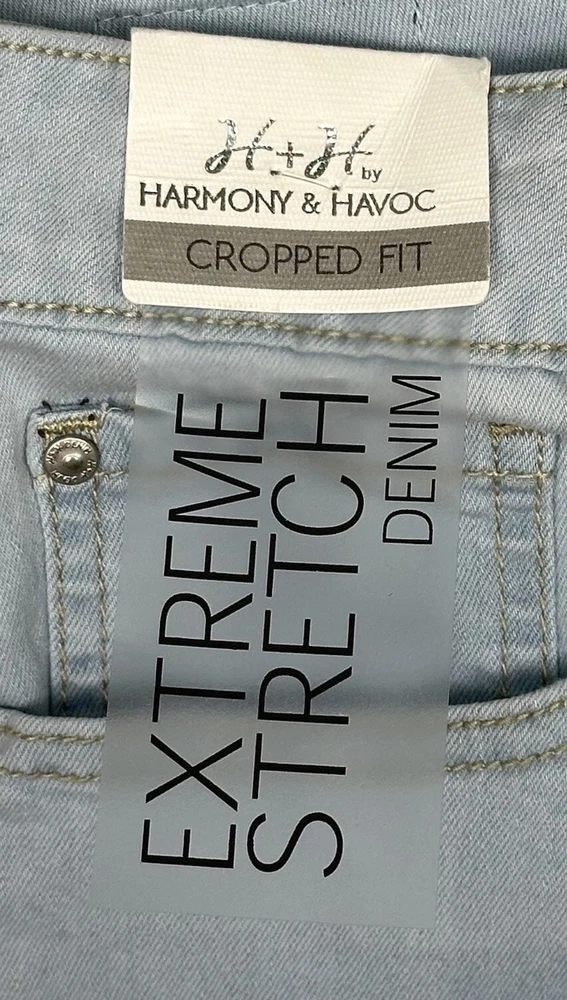 H+H by
HARMONY & HAVOC
CROPPED FIT
EXTREME
STRETCH
DENIM